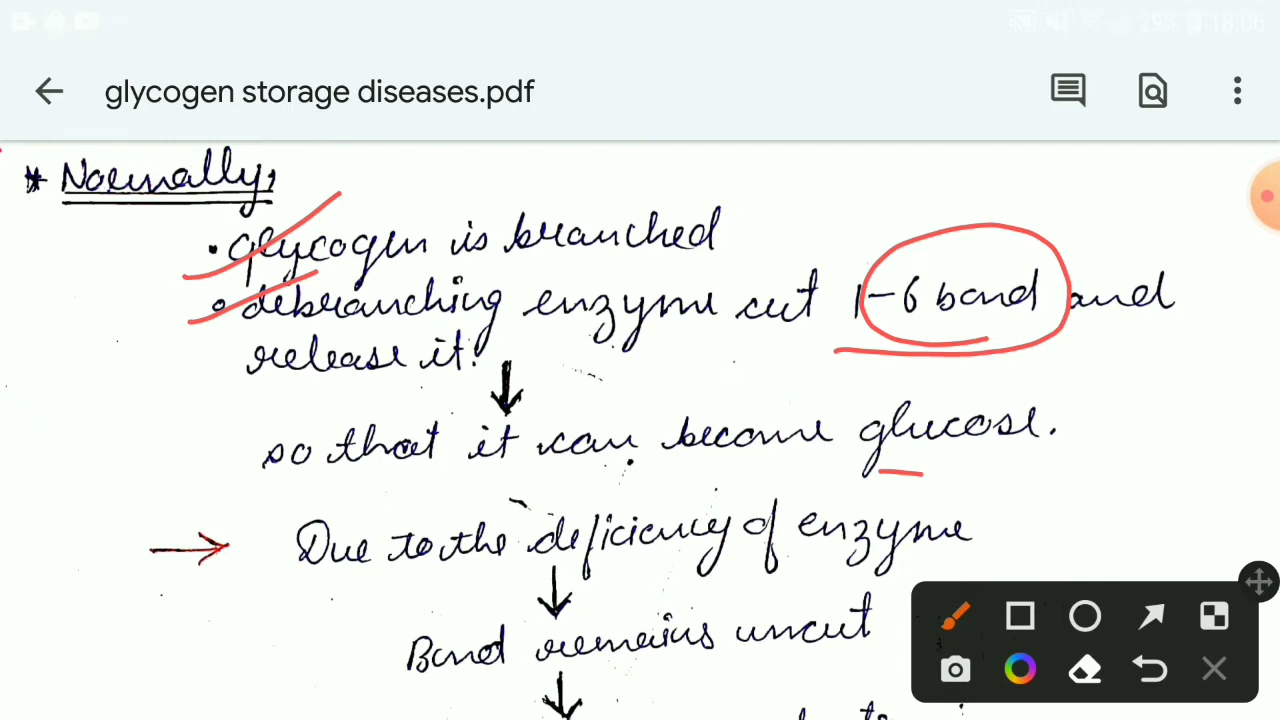 glycogen storage diseases.pdf
* Normally,
• glycogen is branched
• debranching enzyme cut 1-6 bond and
release it.
so that it can become glucose.
→ Due to the deficiency of enzyme
Bond remains uncut